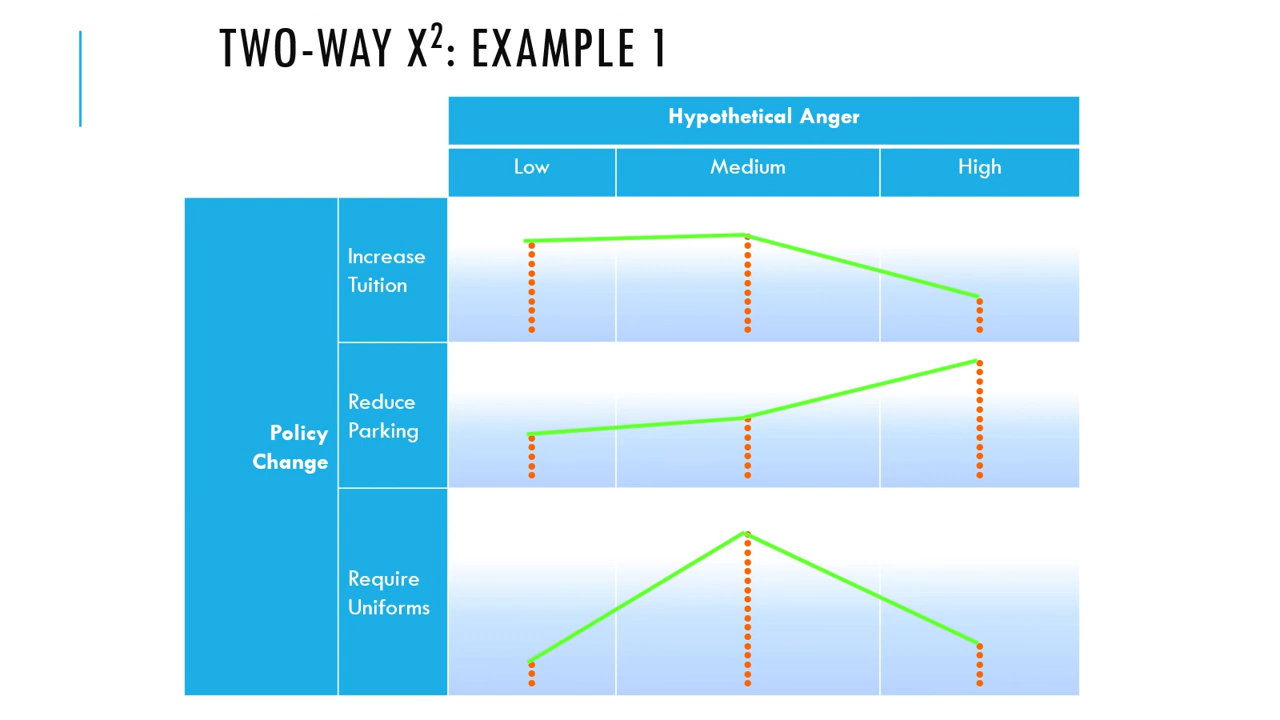 TWO-WAY X²: EXAMPLE 1
Hypothetical Anger
Low
Medium
High
Increase
Tuition
Reduce
Parking
Policy
Change
Require
Uniforms